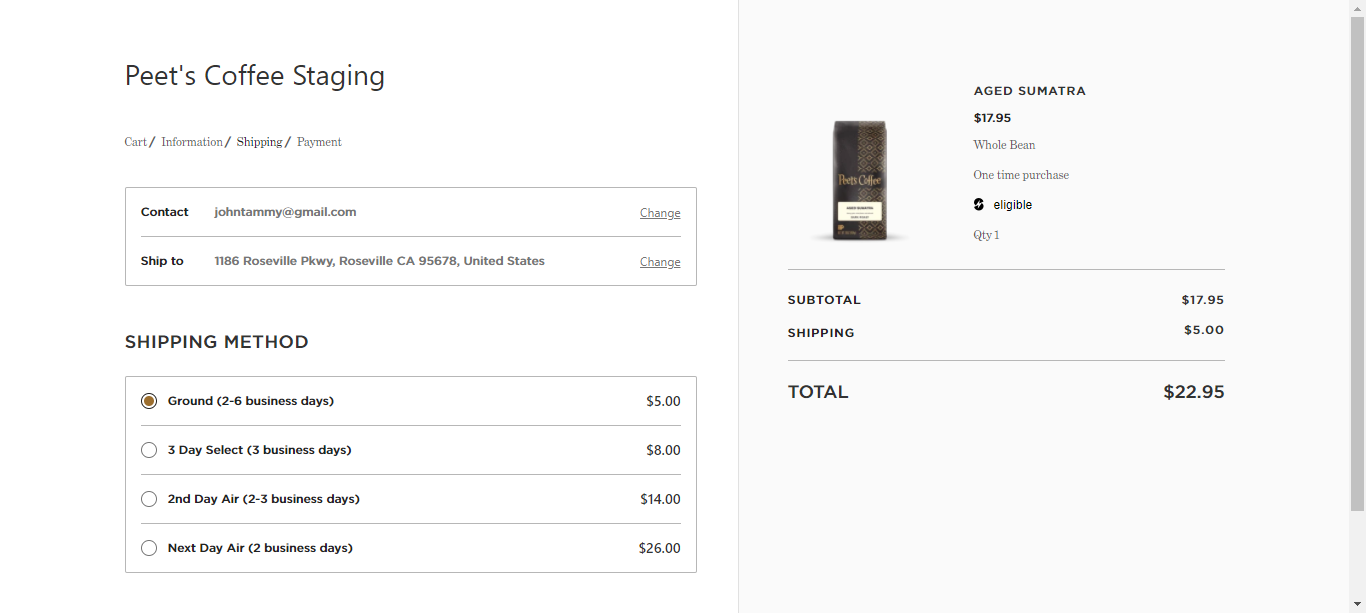 Peet's Coffee Staging
Cart / Information / Shipping / Payment
Contact johntammy@gmail.com Change
Ship to 1186 Roseville Pkwy, Roseville CA 95678, United States Change
SHIPPING METHOD
Ground (2-6 business days) $5.00
3 Day Select (3 business days) $8.00
2nd Day Air (2-3 business days) $14.00
Next Day Air (2 business days) $26.00
Peet's Coffee
AGED SUMATRA
AGED SUMATRA
$17.95
Whole Bean
One time purchase
eligible
Qty 1
SUBTOTAL $17.95
SHIPPING $5.00
TOTAL $22.95